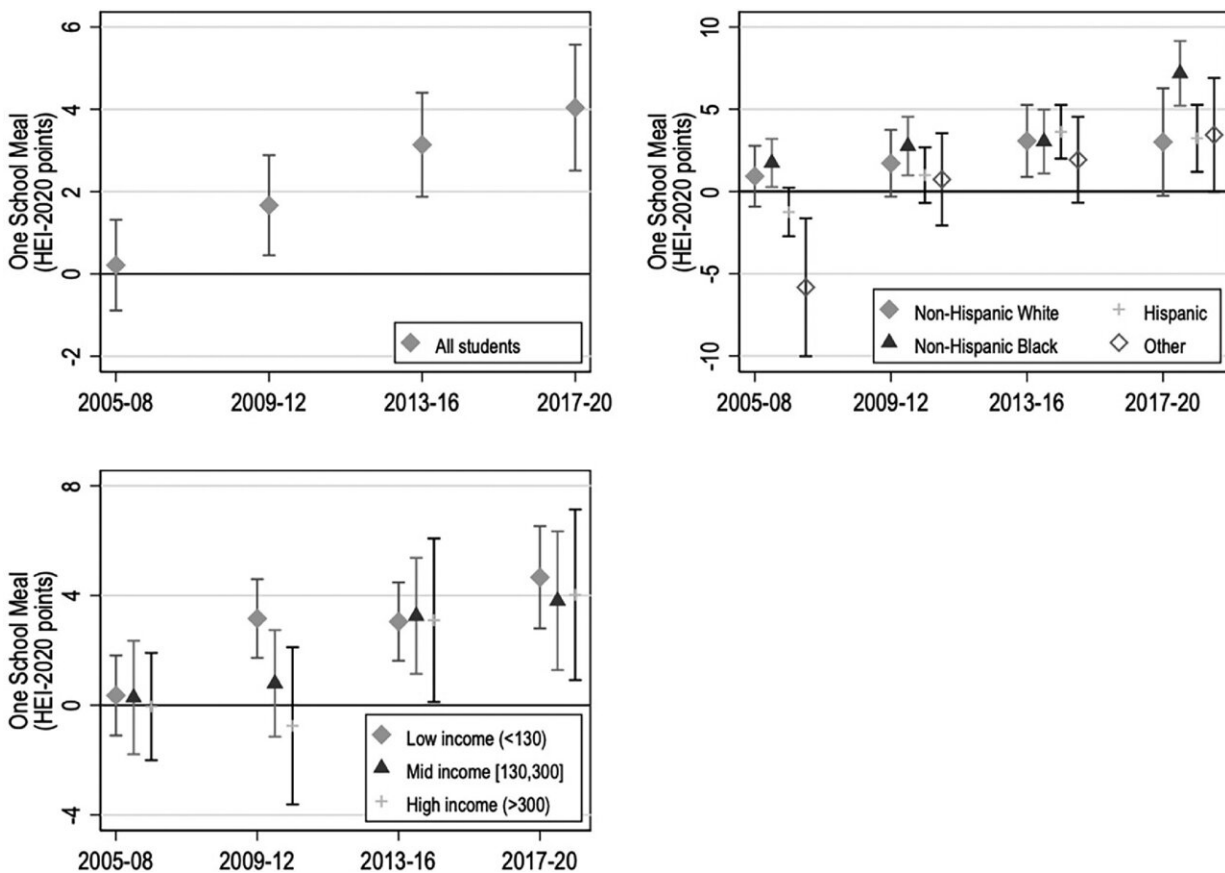 One School Meal
(HEI-2020 points)
6
4
2
0
-2
All students
2005-08 2009-12 2013-16 2017-20
One School Meal
(HEI-2020 points)
10
5
0
-5
-10
Non-Hispanic White Hispanic
Non-Hispanic Black Other
2005-08 2009-12 2013-16 2017-20
One School Meal
(HEI-2020 points)
8
4
0
-4
Low income (<130)
Mid income [130,300]
High income (>300)
2005-08 2009-12 2013-16 2017-20